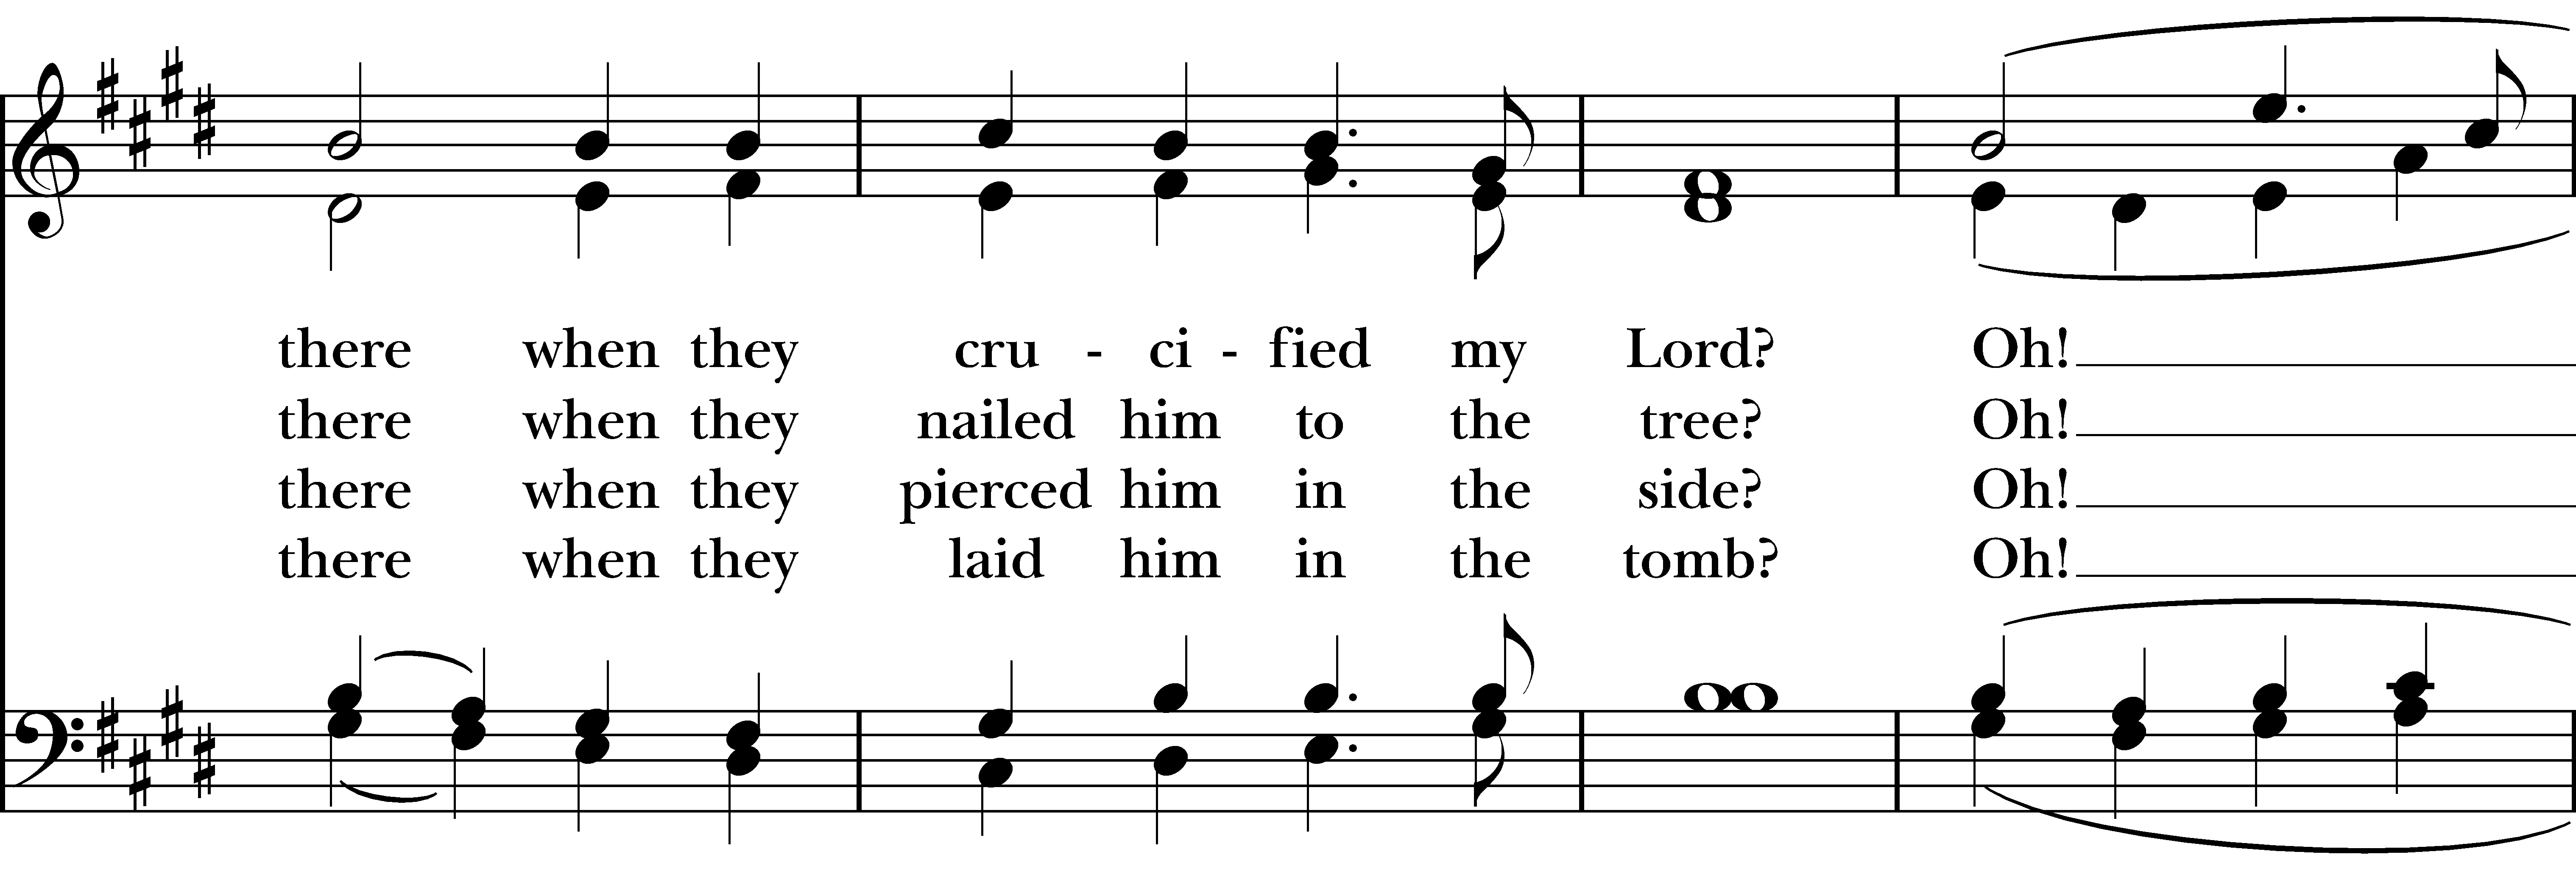 there when they cru - ci - fied my Lord? Oh!
there when they nailed him to the tree? Oh!
there when they pierced him in the side? Oh!
there when they laid him in the tomb? Oh!